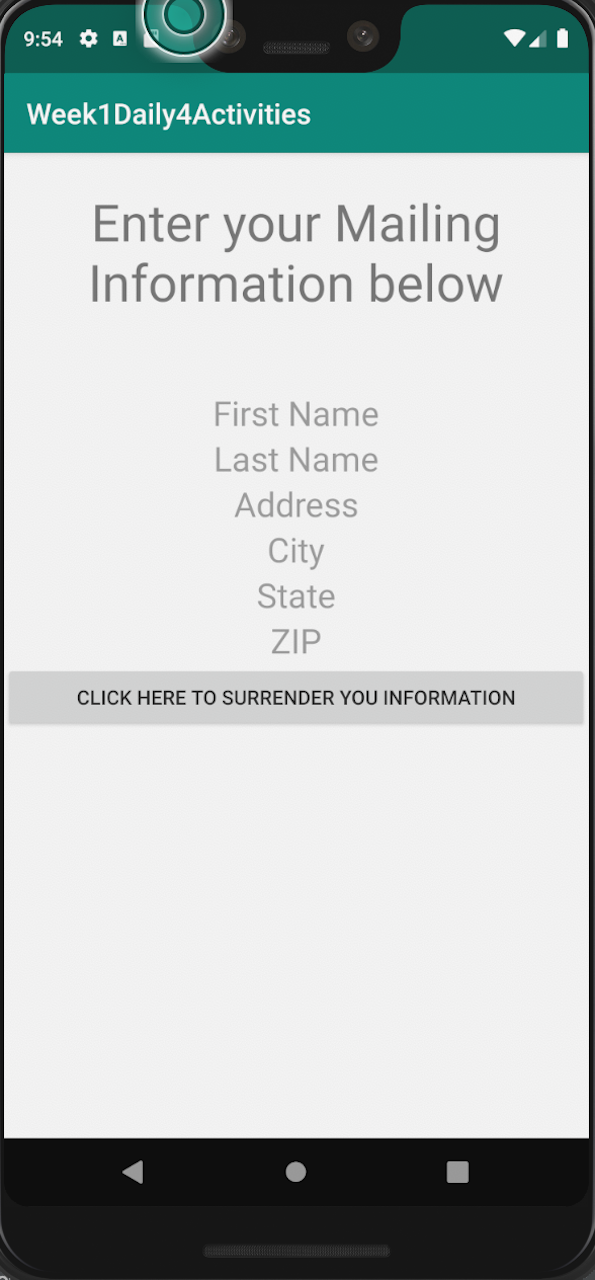 9:54
Week1Daily4Activities
Enter your Mailing
Information below
First Name
Last Name
Address
City
State
ZIP
CLICK HERE TO SURRENDER YOU INFORMATION